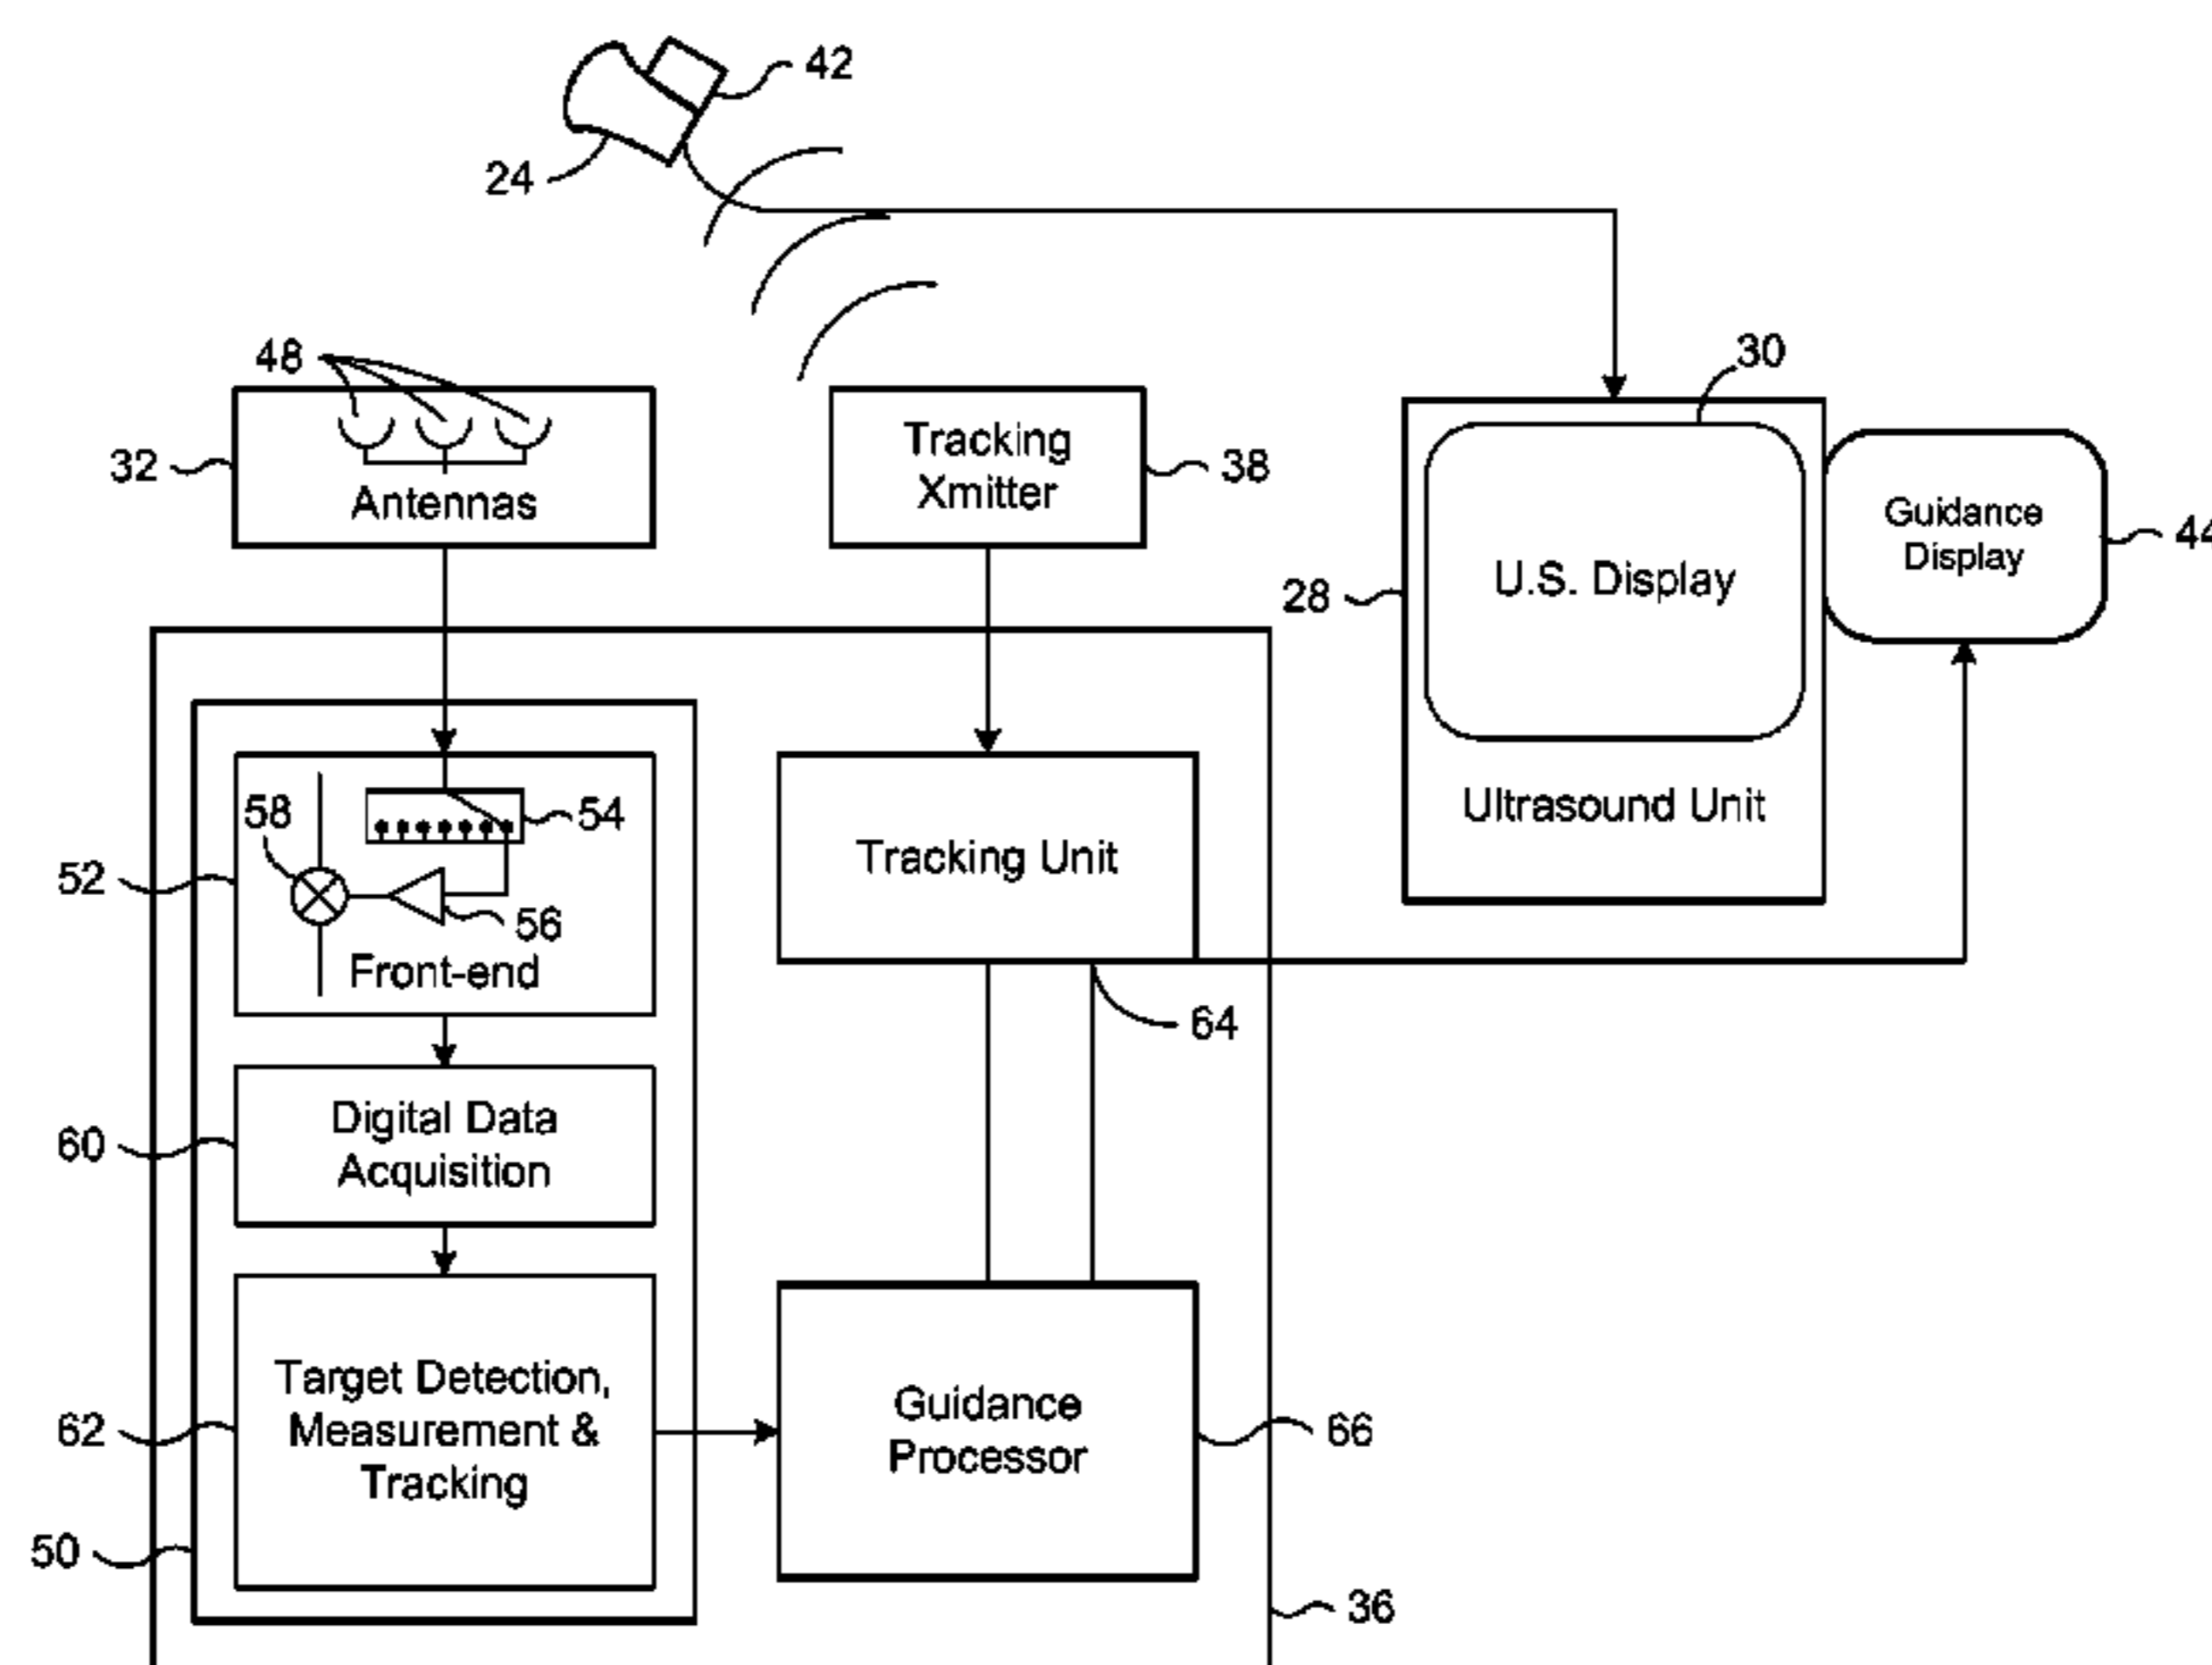 42
24
48
30
32
Antennas
Tracking
Xmitter
38
28
U.S. Display
Guidance
Display
44
Ultrasound Unit
58
54
52
56
Front-end
Tracking Unit
64
60
Digital Data
Acquisition
62
Target Detection,
Measurement &
Tracking
Guidance
Processor
66
50
36